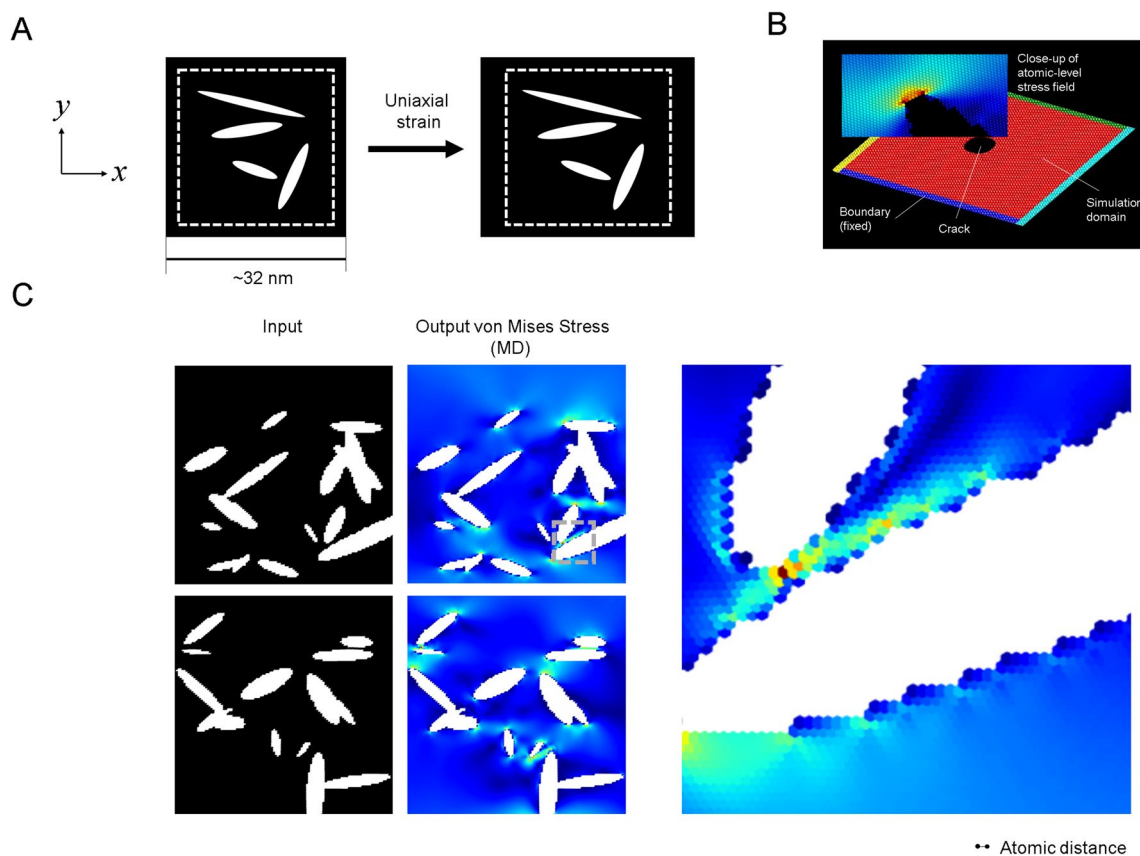 A
y
x
Uniaxial
strain
~32 nm
B
Close-up of
atomic-level
stress field
Boundary
(fixed)
Crack
Simulation
domain
C
Input
Output von Mises Stress
(MD)
Atomic distance